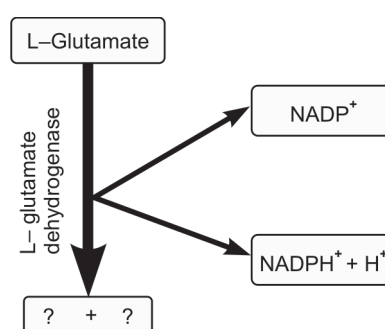 L–Glutamate
L– glutamate
dehydrogenase
NADP⁺
NADPH⁺ + H⁺
? + ?